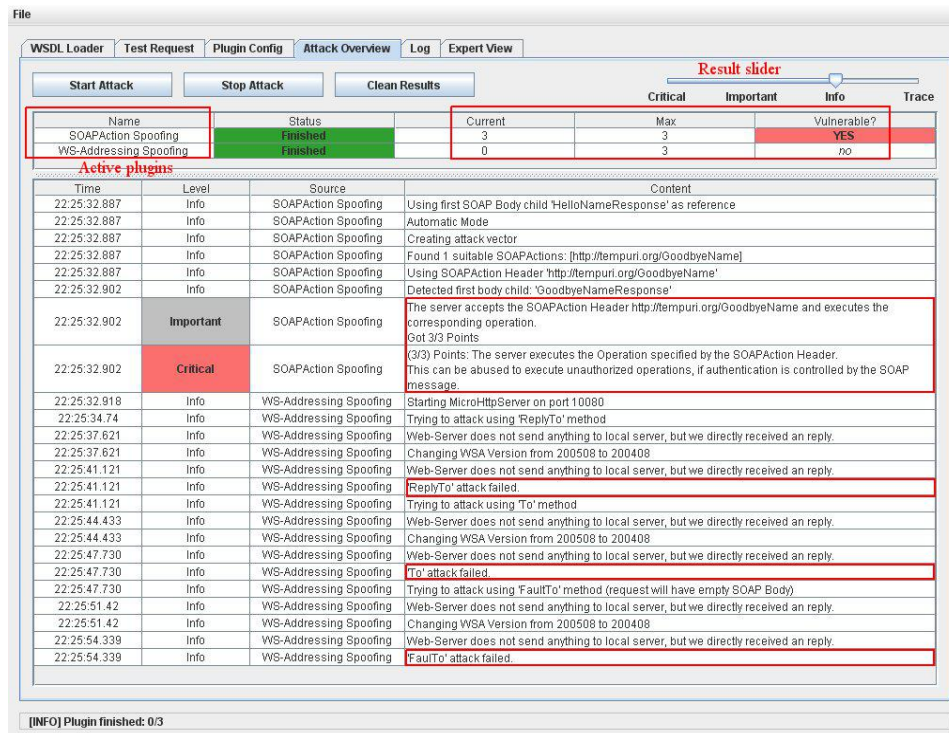 File
WSDL Loader Test Request Plugin Config Attack Overview Log Expert View
Result slider
Start Attack Stop Attack Clean Results
Critical Important Info Trace
Name Status Current Max Vulnerable?
SOAPAction Spoofing Finished 3 3 YES
WS-Addressing Spoofing Finished 0 3 no
Active plugins
Time Level Source Content
22:25:32.887 Info SOAPAction Spoofing Using first SOAP Body child 'HelloNameResponse' as reference
22:25:32.887 Info SOAPAction Spoofing Automatic Mode
22:25:32.887 Info SOAPAction Spoofing Creating attack vector
22:25:32.887 Info SOAPAction Spoofing Found 1 suitable SOAPActions: [http://tempuri.org/GoodbyeName]
22:25:32.887 Info SOAPAction Spoofing Using SOAPAction Header 'http://tempuri.org/GoodbyeName'
22:25:32.902 Info SOAPAction Spoofing Detected first body child: 'GoodbyeNameResponse'
The server accepts the SOAPAction Header http://tempuri.org/GoodbyeName and executes the
22:25:32.902 Important SOAPAction Spoofing corresponding operation.
Got 3/3 Points
(3/3) Points: The server executes the Operation specified by the SOAPAction Header.
22:25:32.902 Critical SOAPAction Spoofing This can be abused to execute unauthorized operations, if authentication is controlled by the SOAP
message.
22:25:32.918 Info WS-Addressing Spoofing Starting MicroHttpServer on port 10080
22:25:34.74 Info WS-Addressing Spoofing Trying to attack using 'ReplyTo' method
22:25:37.621 Info WS-Addressing Spoofing Web-Server does not send anything to local server, but we directly received an reply.
22:25:37.621 Info WS-Addressing Spoofing Changing WSA Version from 200508 to 200408
22:25:41.121 Info WS-Addressing Spoofing Web-Server does not send anything to local server, but we directly received an reply.
22:25:41.121 Info WS-Addressing Spoofing 'ReplyTo' attack failed.
22:25:41.121 Info WS-Addressing Spoofing Trying to attack using 'To' method
22:25:44.433 Info WS-Addressing Spoofing Web-Server does not send anything to local server, but we directly received an reply.
22:25:44.433 Info WS-Addressing Spoofing Changing WSA Version from 200508 to 200408
22:25:47.730 Info WS-Addressing Spoofing Web-Server does not send anything to local server, but we directly received an reply.
22:25:47.730 Info WS-Addressing Spoofing 'To' attack failed.
22:25:47.730 Info WS-Addressing Spoofing Trying to attack using 'FaultTo' method (request will have empty SOAP Body)
22:25:51.42 Info WS-Addressing Spoofing Web-Server does not send anything to local server, but we directly received an reply.
22:25:51.42 Info WS-Addressing Spoofing Changing WSA Version from 200508 to 200408
22:25:54.339 Info WS-Addressing Spoofing Web-Server does not send anything to local server, but we directly received an reply.
22:25:54.339 Info WS-Addressing Spoofing 'FaulTo' attack failed.
[INFO] Plugin finished: 0/3